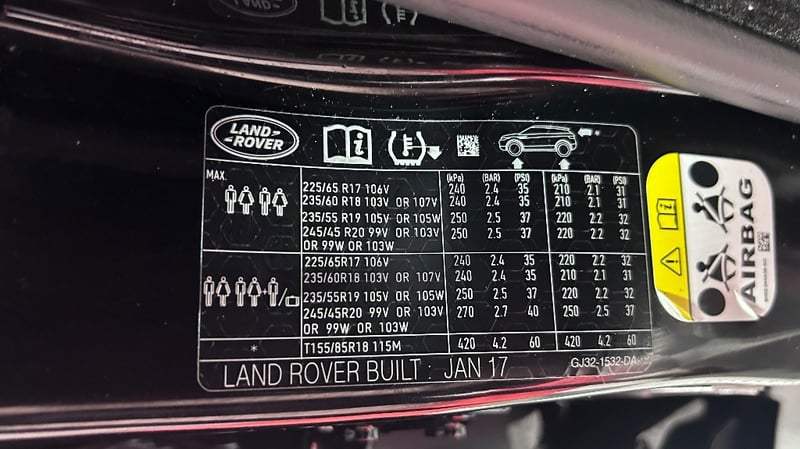 LAND-
-ROVER
MAX.
(kPa) (BAR) (PSI) (kPa) (BAR) (PSI)
225/65 R17 106V 240 2.4 35 210 2.1 31
235/60 R18 103V OR 107V 240 2.4 35 210 2.1 31
235/55 R19 105V OR 105W 250 2.5 37 220 2.2 32
245/45 R20 99V OR 103V 250 2.5 37 220 2.2 32
OR 99W OR 103W
225/65R17 106V 240 2.4 35 220 2.2 32
235/60R18 103V OR 107V 240 2.4 35 210 2.1 31
235/55R19 105V OR 105W 250 2.5 37 220 2.2 32
245/45R20 99V OR 103V 270 2.7 40 250 2.5 37
OR 99W OR 103W
* T155/85R18 115M 420 4.2 60 420 4.2 60
LAND ROVER BUILT : JAN 17 GJ32-1532-DA
AIRBAG